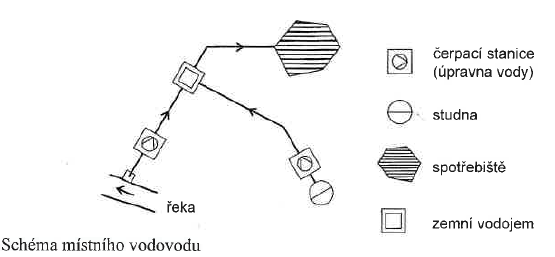 čerpací stanice
(úpravna vody)
studna
spotřebiště
řeka
zemní vodojem
Schéma místního vodovodu